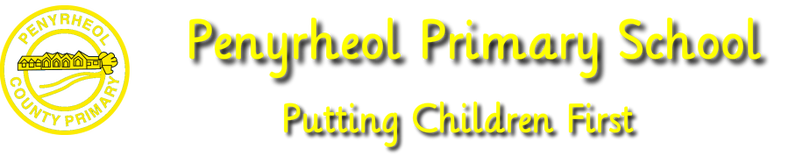 PENYRHEOL
COUNTY PRIMARY
Penyrheol Primary School
Putting Children First